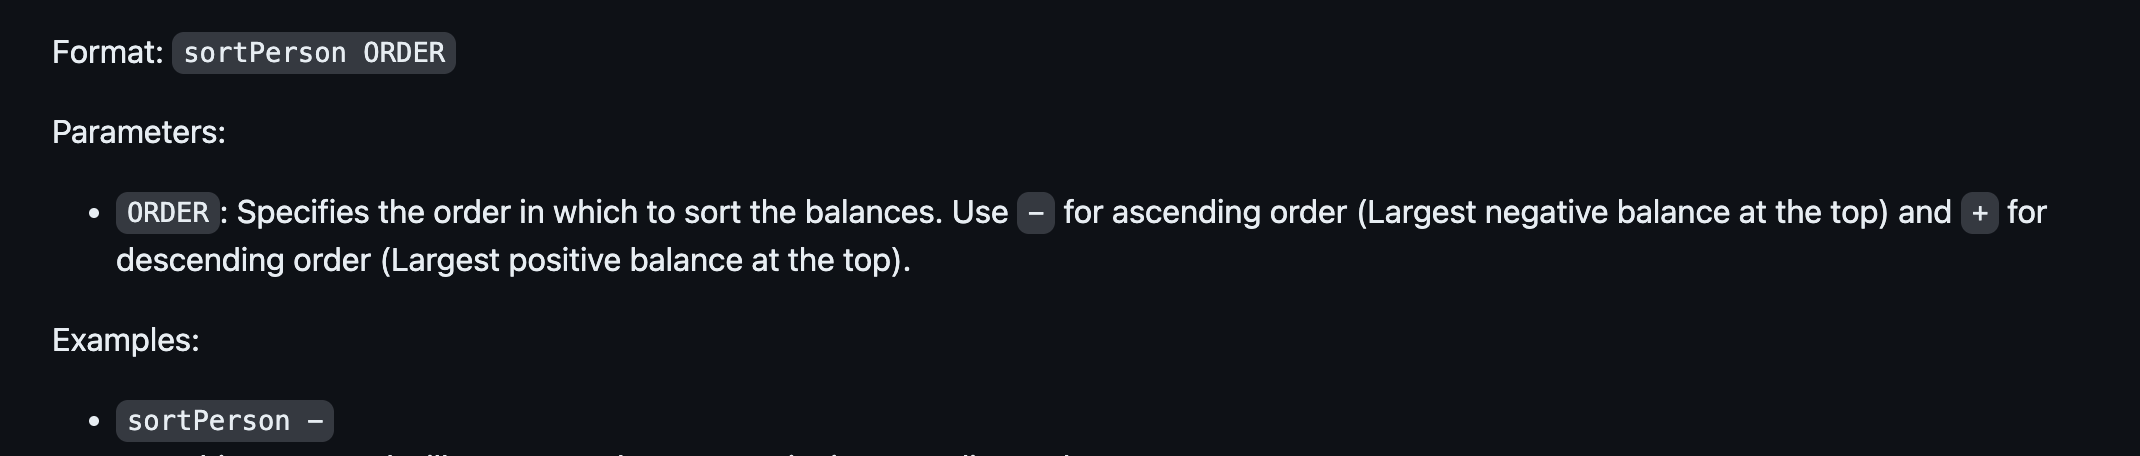 Format: sortPerson ORDER
Parameters:
• ORDER: Specifies the order in which to sort the balances. Use - for ascending order (Largest negative balance at the top) and + for
descending order (Largest positive balance at the top).
Examples:
• sortPerson -